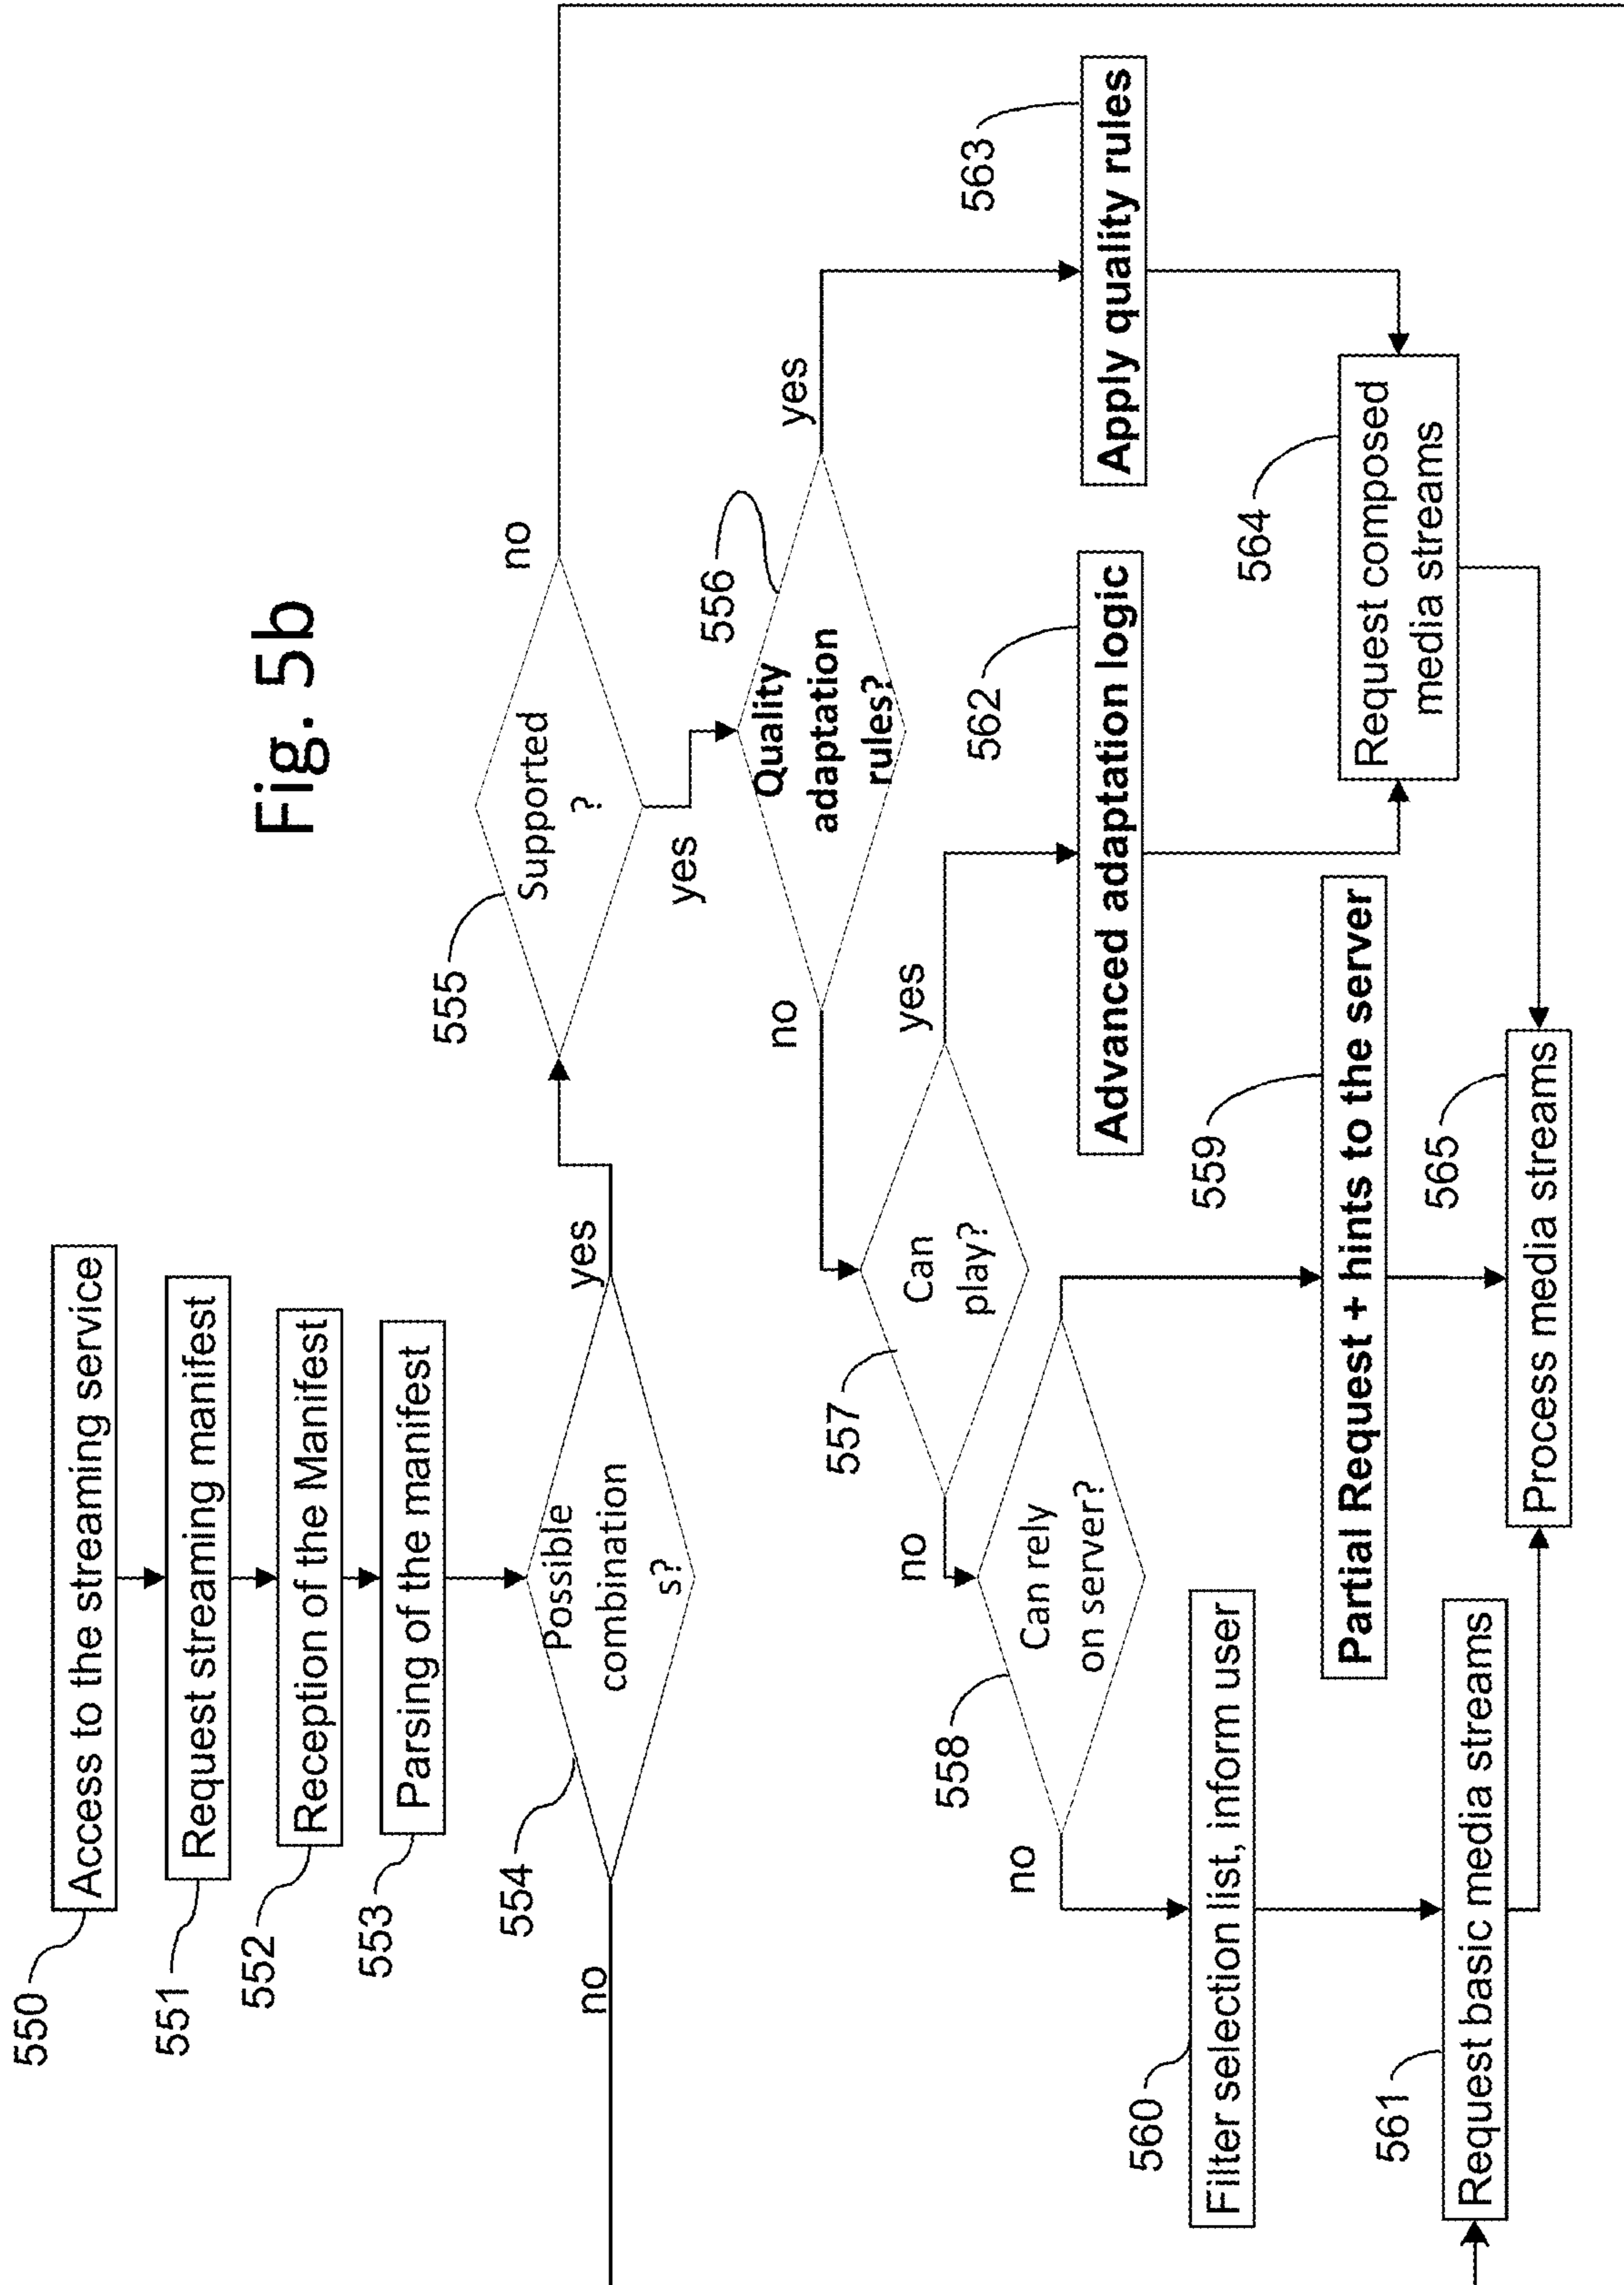 Fig. 5b
550
Access to the streaming service
551
Request streaming manifest
552
Reception of the Manifest
553
Parsing of the manifest
554
Possible
combination
s?
no
yes
555
Supported
?
no
yes
556
Quality
adaptation
rules?
no
yes
557
Can
play?
no
yes
558
Can rely
on server?
no
560
Filter selection list, inform user
561
Request basic media streams
559
Partial Request + hints to the server
562
Advanced adaptation logic
563
Apply quality rules
564
Request composed
media streams
565
Process media streams